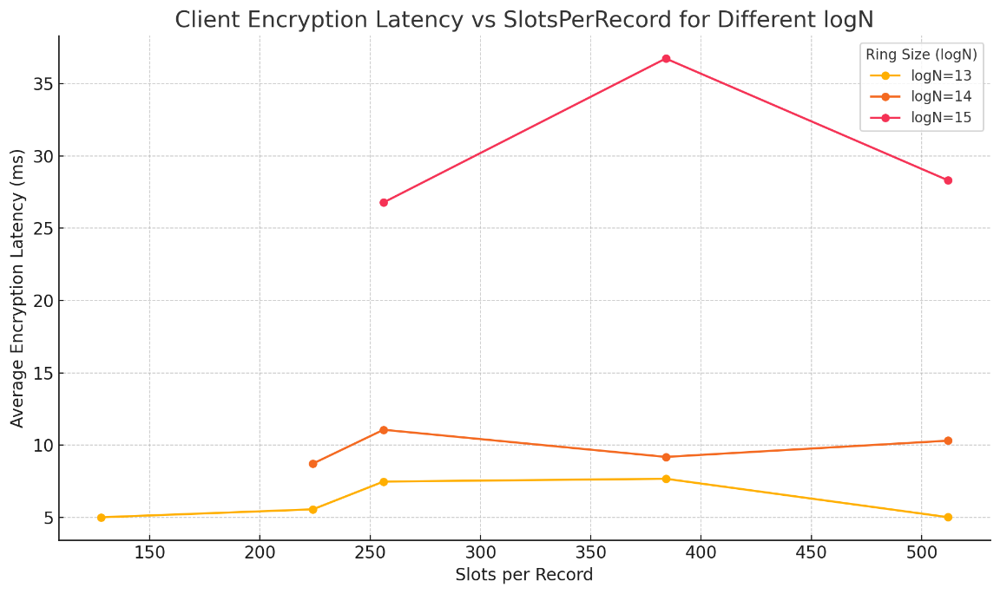 Client Encryption Latency vs SlotsPerRecord for Different logN
Ring Size (logN)
logN=13
logN=14
logN=15
Average Encryption Latency (ms)
35
30
25
20
15
10
5
150 200 250 300 350 400 450 500
Slots per Record